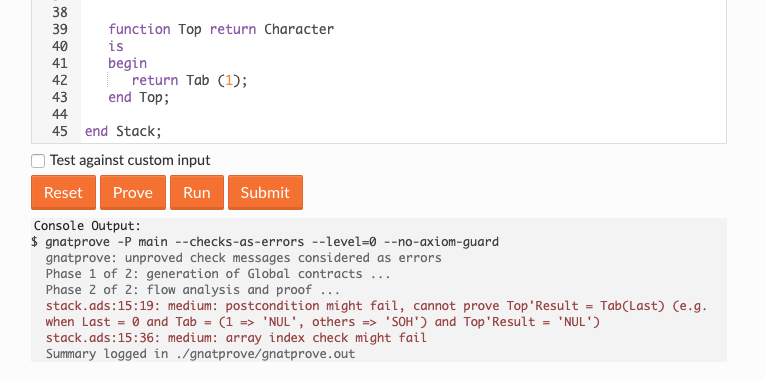 38
39 function Top return Character
40 is
41 begin
42 return Tab (1);
43 end Top;
44
45 end Stack;
Test against custom input
Reset Prove Run Submit
Console Output:
$ gnatprove -P main --checks-as-errors --level=0 --no-axiom-guard
gnatprove: unproved check messages considered as errors
Phase 1 of 2: generation of Global contracts ...
Phase 2 of 2: flow analysis and proof ...
stack.ads:15:19: medium: postcondition might fail, cannot prove Top'Result = Tab(Last) (e.g.
when Last = 0 and Tab = (1 => 'NUL', others => 'SOH') and Top'Result = 'NUL')
stack.ads:15:36: medium: array index check might fail
Summary logged in ./gnatprove/gnatprove.out